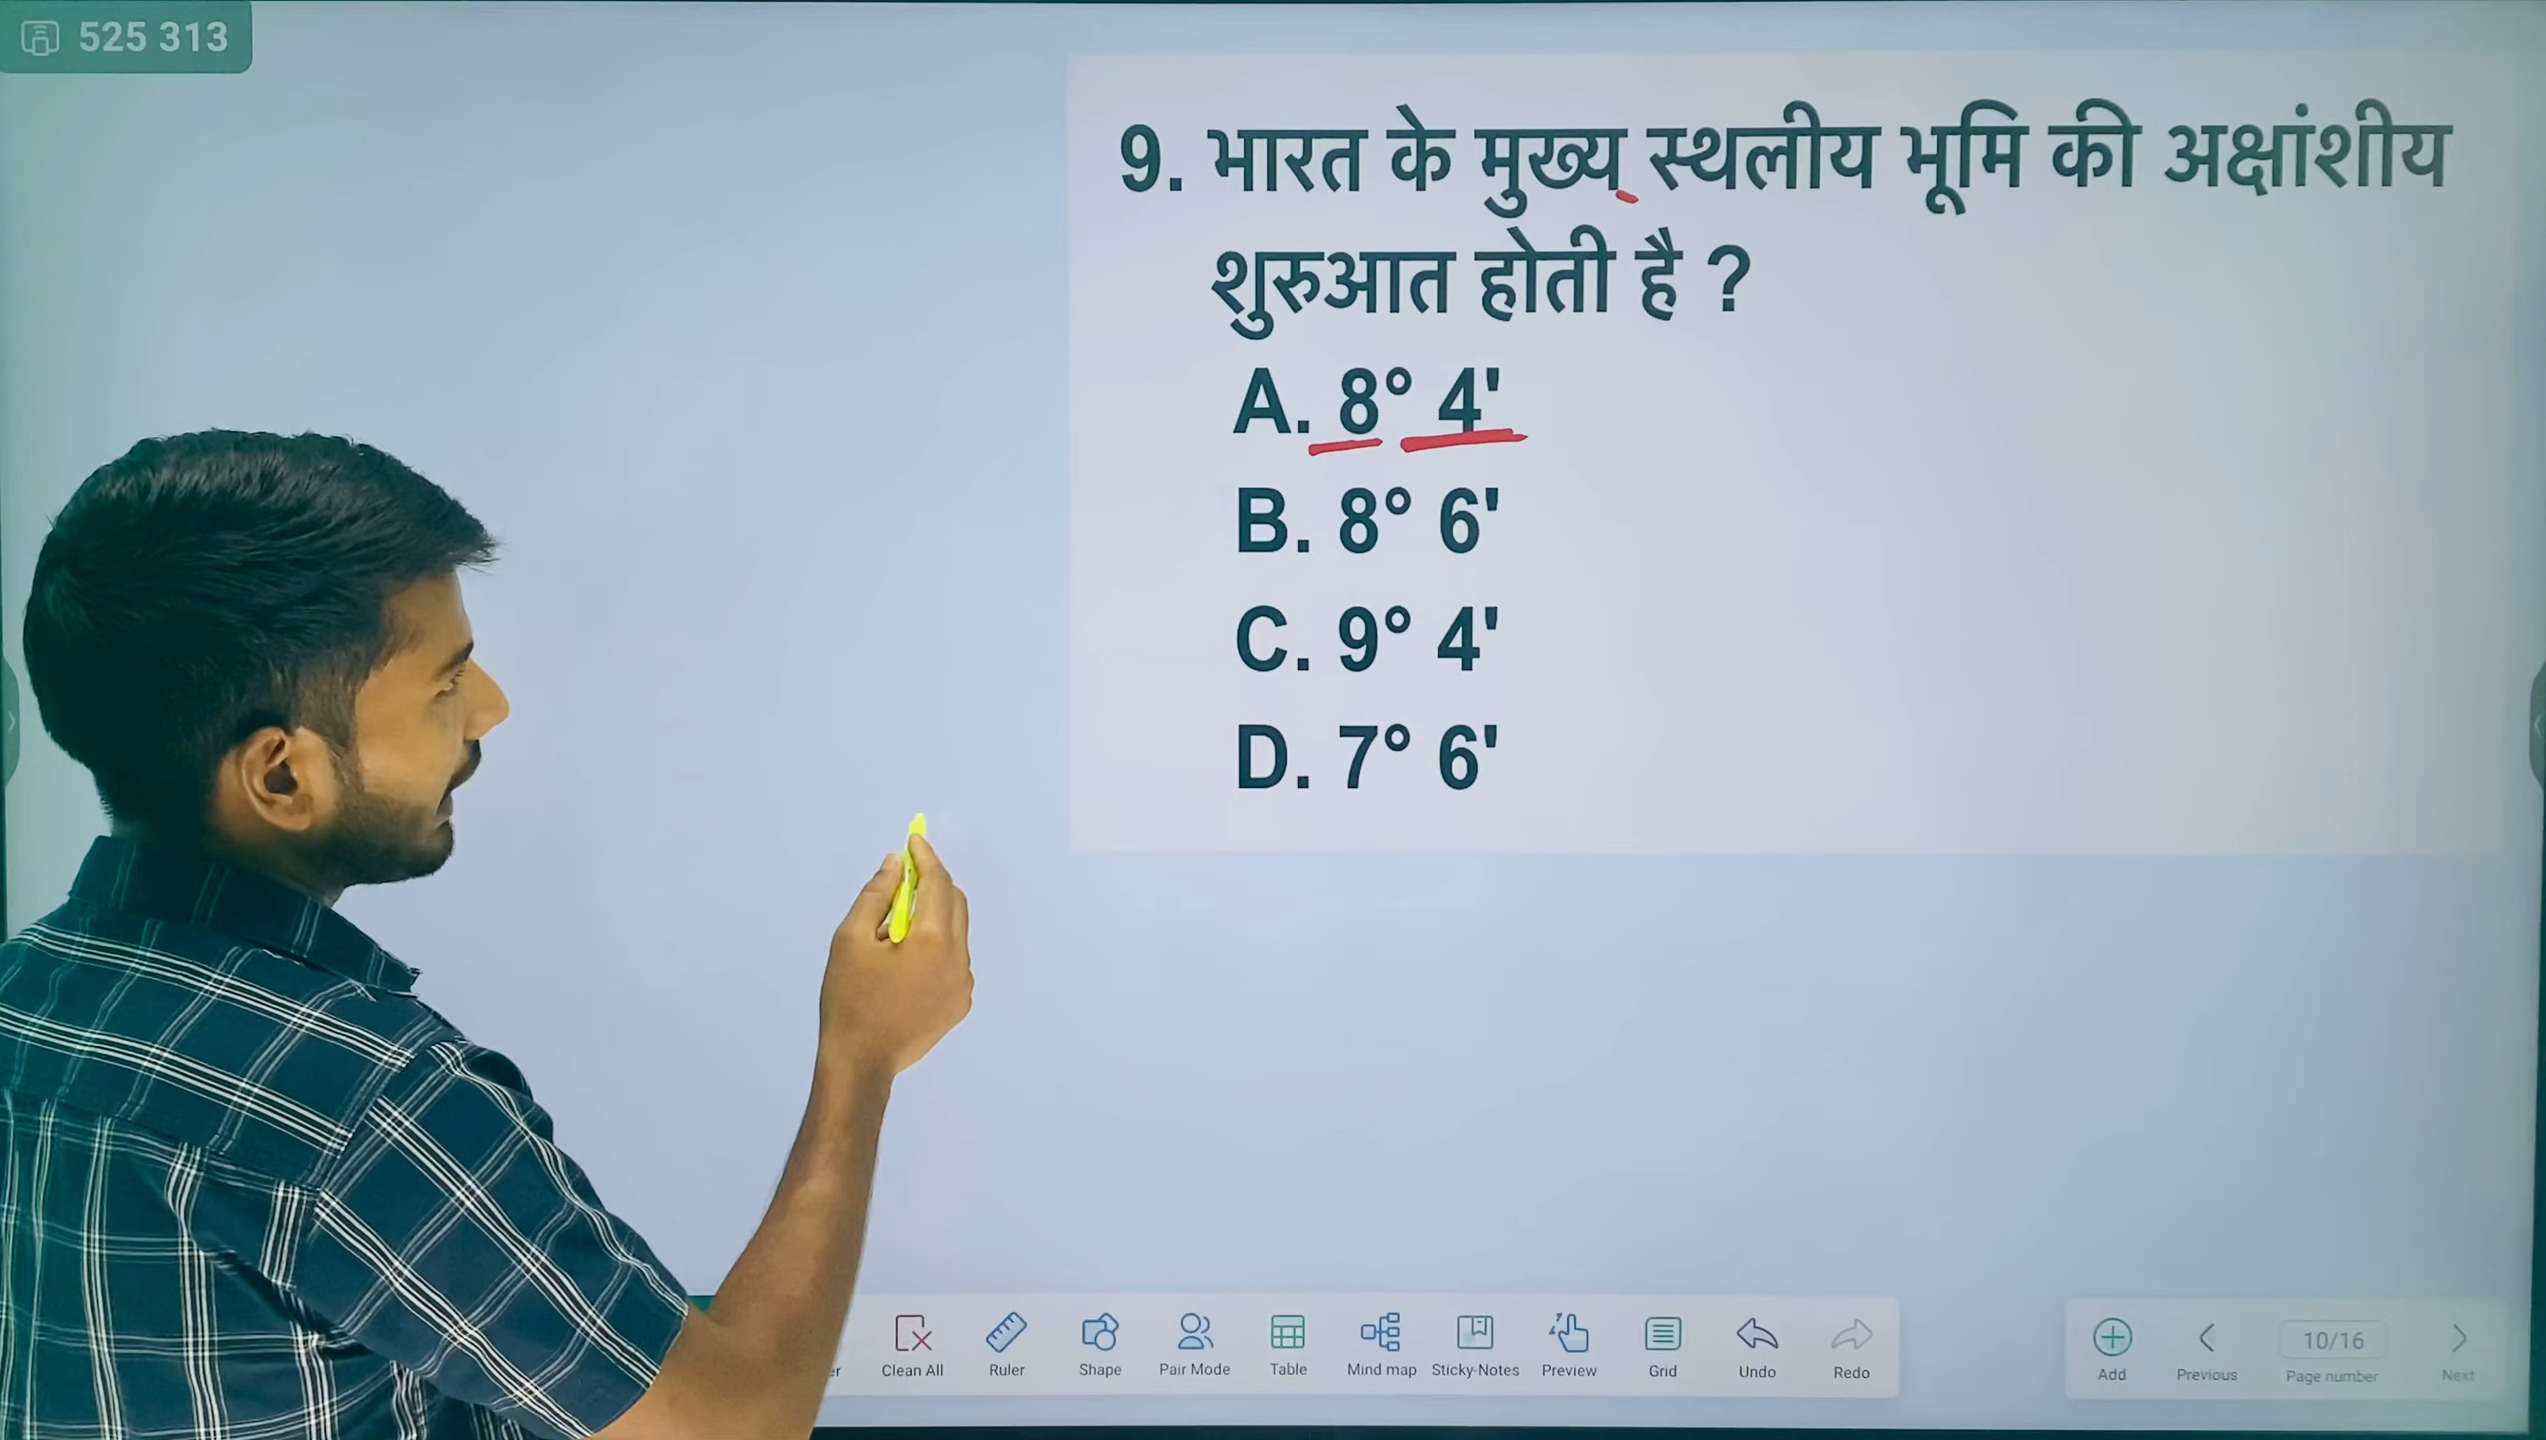 525 313
9. भारत के मुख्य स्थलीय भूमि की अक्षांशीय
शुरुआत होती है ?
A. 8° 4'
B. 8° 6'
C. 9° 4'
D. 7° 6'
Clean All
Ruler
Shape
Pair Mode
Table
Mind map
Sticky-Notes
Preview
Grid
Undo
Redo
Add
Previous
10/16
Page number
Next